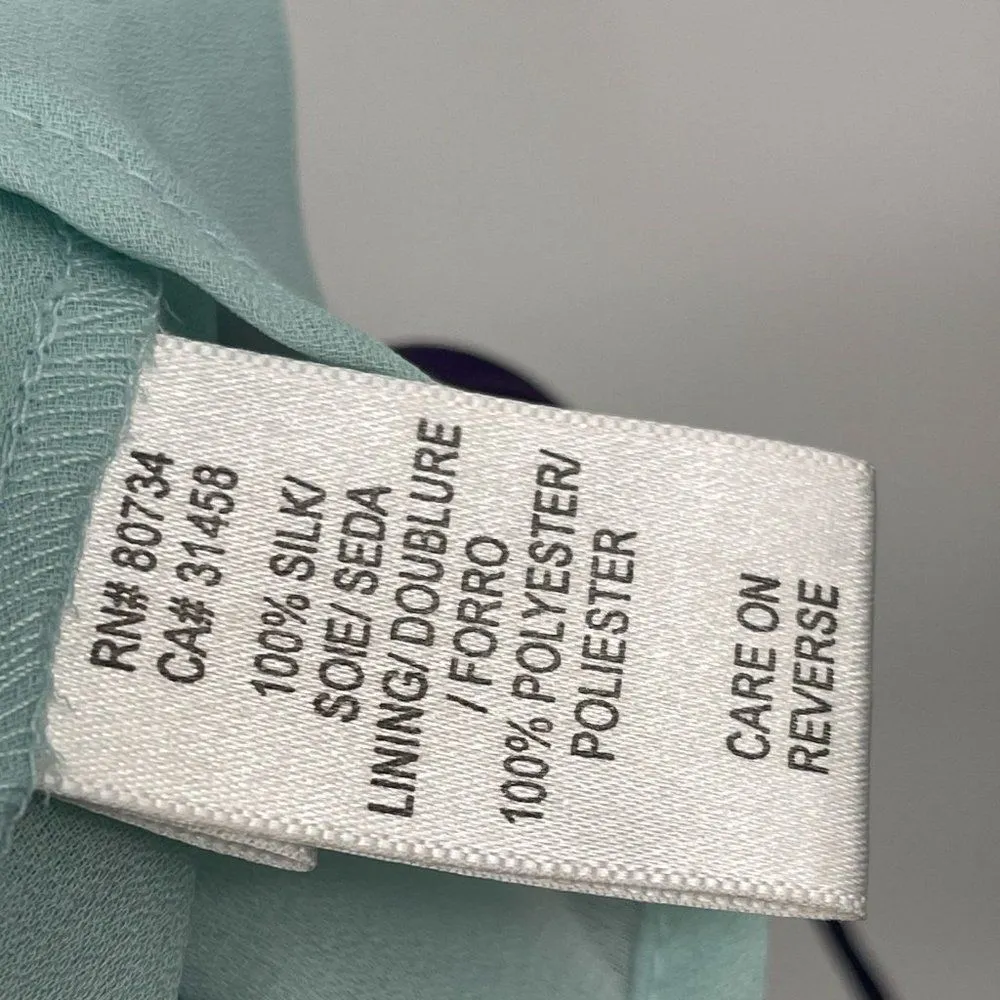 RN# 80734
CA# 31458
100% SILK/
SOIE/ SEDA
LINING/ DOUBLURE
/ FORRO
100% POLYESTER/
POLIESTER
CARE ON
REVERSE